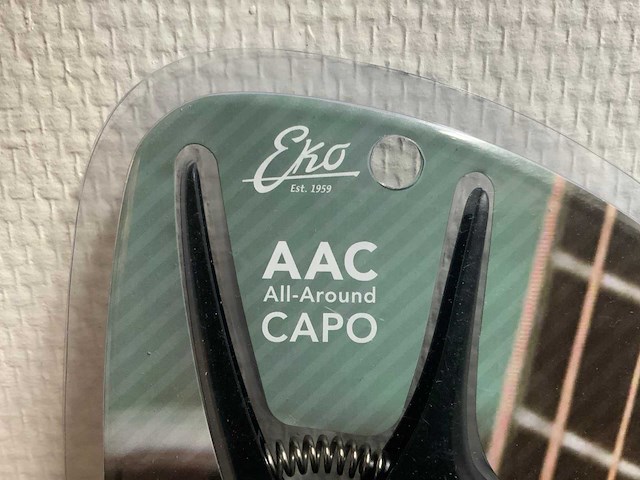 Eko
Est. 1959
AAC
All-Around
CAPO